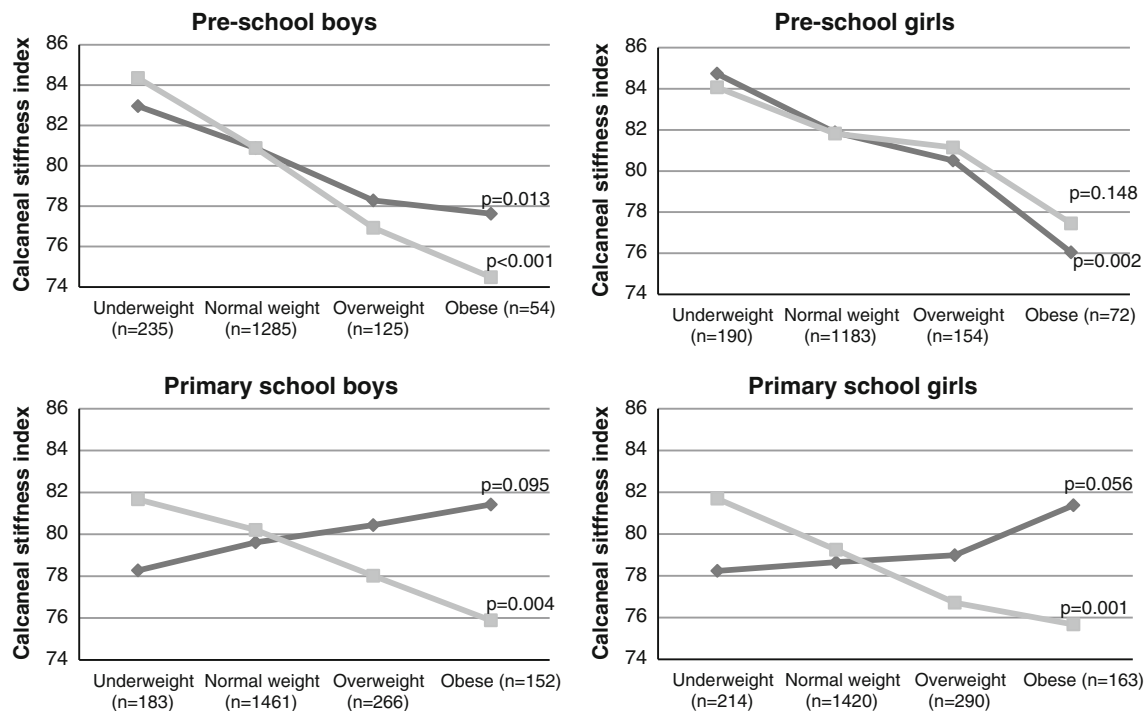 Pre-school boys
Calcaneal stiffness index
86
84
82
80
78
76
74
p=0.013
p<0.001
Underweight Normal weight Overweight Obese (n=54)
(n=235) (n=1285) (n=125)
Pre-school girls
Calcaneal stiffness index
86
84
82
80
78
76
74
p=0.148
p=0.002
Underweight Normal weight Overweight Obese (n=72)
(n=190) (n=1183) (n=154)
Primary school boys
Calcaneal stiffness index
86
84
82
80
78
76
74
p=0.095
p=0.004
Underweight Normal weight Overweight Obese (n=152)
(n=183) (n=1461) (n=266)
Primary school girls
Calcaneal sitffness index
86
84
82
80
78
76
74
p=0.056
p=0.001
Underweight Normal weight Overweight Obese (n=163)
(n=214) (n=1420) (n=290)